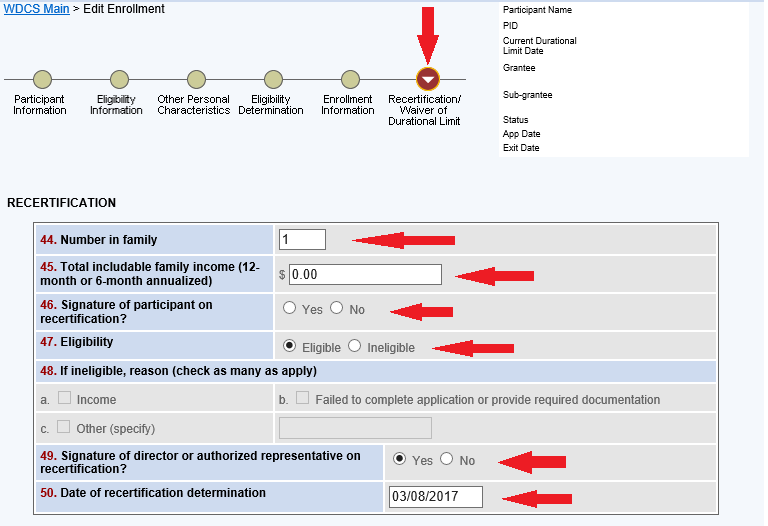 WDCS Main > Edit Enrollment
Participant Name
PID
Current Durational
Limit Date
Grantee
Sub-grantee
Status
App Date
Exit Date
Participant
Information
Eligibility
Information
Other Personal
Characteristics
Eligibility
Determination
Enrollment
Information
Recertification/
Waiver of
Durational Limit
RECERTIFICATION
44. Number in family
1
45. Total includable family income (12-
month or 6-month annualized)
$ 0.00
46. Signature of participant on
recertification?
Yes No
47. Eligibility
Eligible Ineligible
48. If ineligible, reason (check as many as apply)
a. Income
b. Failed to complete application or provide required documentation
c. Other (specify)
49. Signature of director or authorized representative on
recertification?
Yes No
50. Date of recertification determination
03/08/2017